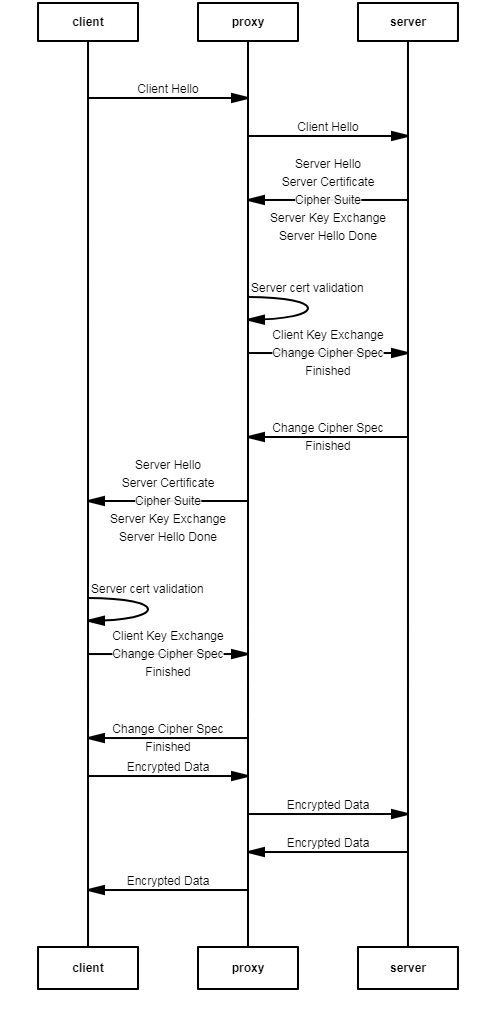 client proxy server
Client Hello
Client Hello
Server Hello
Server Certificate
Cipher Suite
Server Key Exchange
Server Hello Done
Server cert validation
Client Key Exchange
Change Cipher Spec
Finished
Change Cipher Spec
Finished
Server Hello
Server Certificate
Cipher Suite
Server Key Exchange
Server Hello Done
Server cert validation
Client Key Exchange
Change Cipher Spec
Finished
Change Cipher Spec
Finished
Encrypted Data
Encrypted Data
Encrypted Data
Encrypted Data
client proxy server